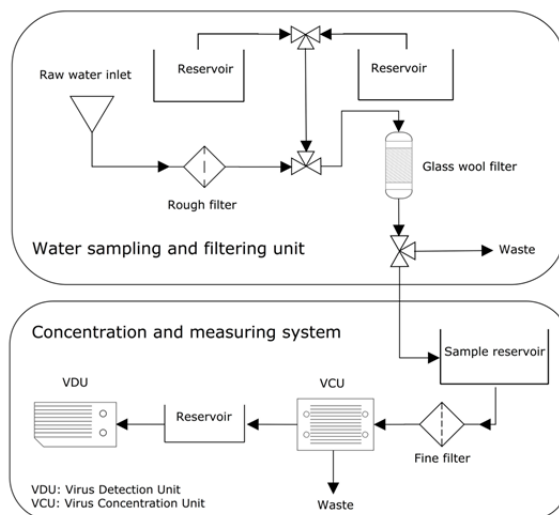 Reservoir
Reservoir
Raw water inlet
Glass wool filter
Rough filter
Water sampling and filtering unit
Waste
Concentration and measuring system
Sample reservoir
VDU
VCU
Reservoir
Fine filter
VDU: Virus Detection Unit
VCU: Virus Concentration Unit
Waste